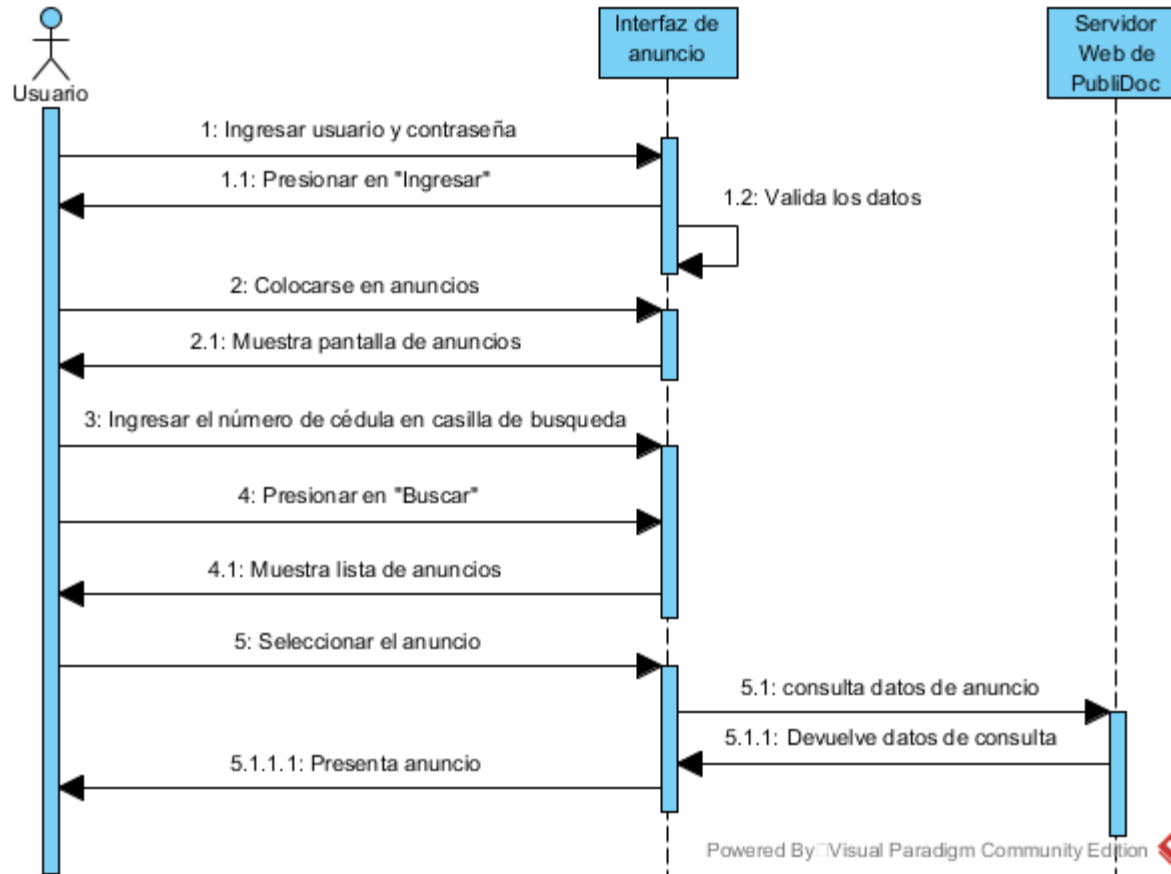 Usuario
Interfaz de
anuncio
Servidor
Web de
PubliDoc
1: Ingresar usuario y contraseña
1.1: Presionar en "Ingresar"
1.2: Valida los datos
2: Colocarse en anuncios
2.1: Muestra pantalla de anuncios
3: Ingresar el número de cédula en casilla de busqueda
4: Presionar en "Buscar"
4.1: Muestra lista de anuncios
5: Seleccionar el anuncio
5.1: consulta datos de anuncio
5.1.1: Devuelve datos de consulta
5.1.1.1: Presenta anuncio
Powered By Visual Paradigm Community Edition